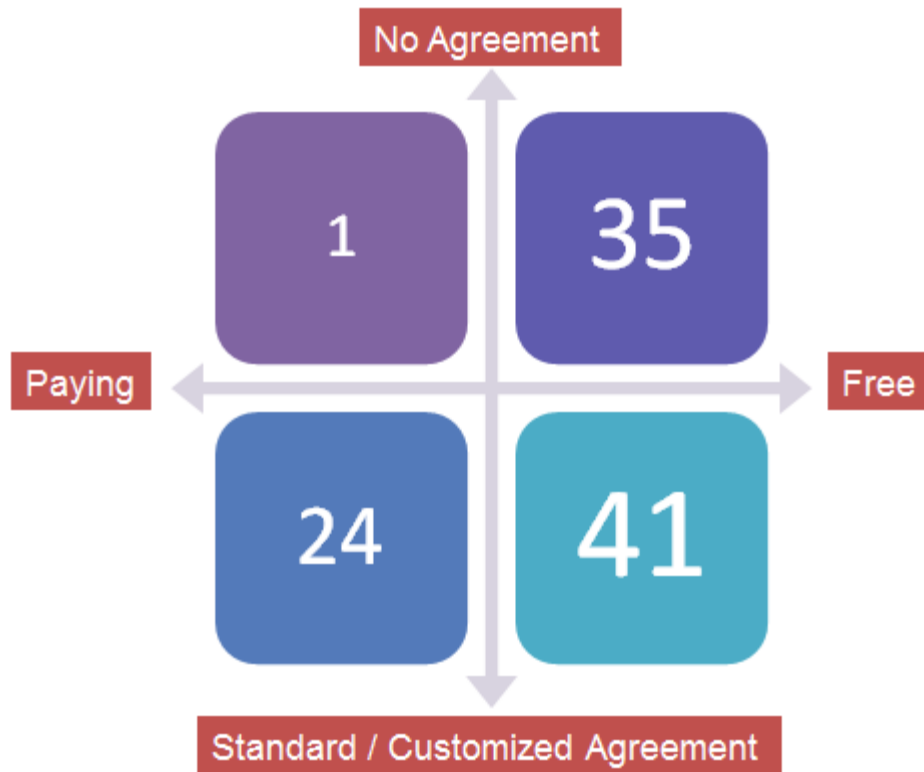 No Agreement
1
35
Paying
Free
24
41
Standard / Customized Agreement